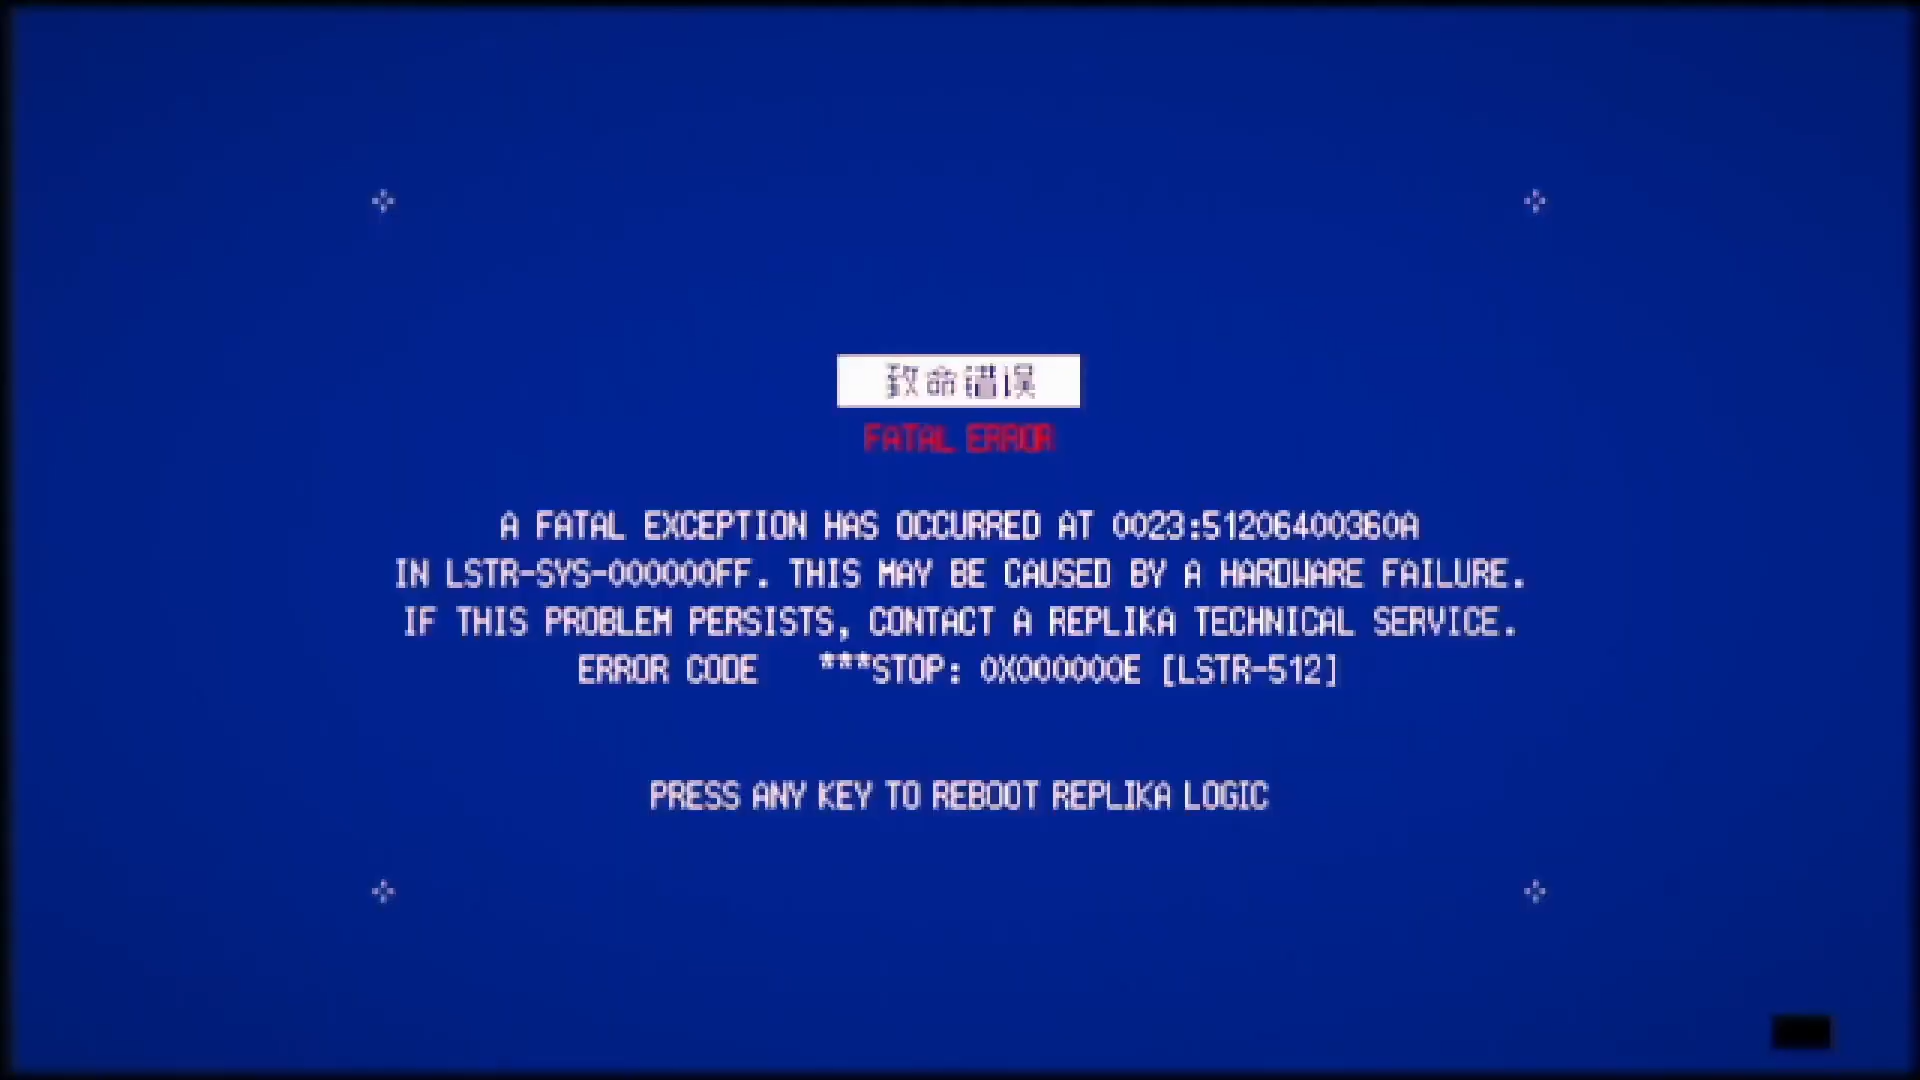 致命错误
FATAL ERROR
A FATAL EXCEPTION HAS OCCURRED AT 0023:51206400360A
IN LSTR-SYS-000000FF. THIS MAY BE CAUSED BY A HARDWARE FAILURE.
IF THIS PROBLEM PERSISTS, CONTACT A REPLIKA TECHNICAL SERVICE.
ERROR CODE ***STOP: 0X000000E [LSTR-512]
PRESS ANY KEY TO REBOOT REPLIKA LOGIC